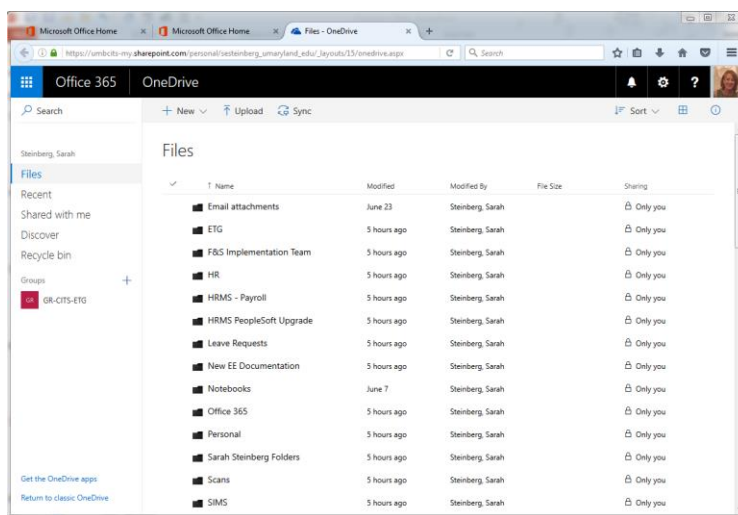 Microsoft Office Home × Microsoft Office Home × Files - OneDrive × +
https://umbcits-my.sharepoint.com/personal/sesteinberg_umaryland_edu/_layouts/15/onedrive.aspx Search
Office 365 OneDrive ?
Search + New Upload Sync Sort
Steinberg, Sarah
Files
Recent
Shared with me
Discover
Recycle bin
Groups +
GR GR-CITS-ETG
Get the OneDrive apps
Return to classic OneDrive
Files
Name Modified Modified By File Size Sharing
Email attachments June 23 Steinberg, Sarah Only you
ETG 5 hours ago Steinberg, Sarah Only you
F&S Implementation Team 5 hours ago Steinberg, Sarah Only you
HR 5 hours ago Steinberg, Sarah Only you
HRMS - Payroll 5 hours ago Steinberg, Sarah Only you
HRMS PeopleSoft Upgrade 5 hours ago Steinberg, Sarah Only you
Leave Requests 5 hours ago Steinberg, Sarah Only you
New EE Documentation 5 hours ago Steinberg, Sarah Only you
Notebooks June 7 Steinberg, Sarah Only you
Office 365 5 hours ago Steinberg, Sarah Only you
Personal 5 hours ago Steinberg, Sarah Only you
Sarah Steinberg Folders 5 hours ago Steinberg, Sarah Only you
Scans 5 hours ago Steinberg, Sarah Only you
SIMS 5 hours ago Steinberg, Sarah Only you